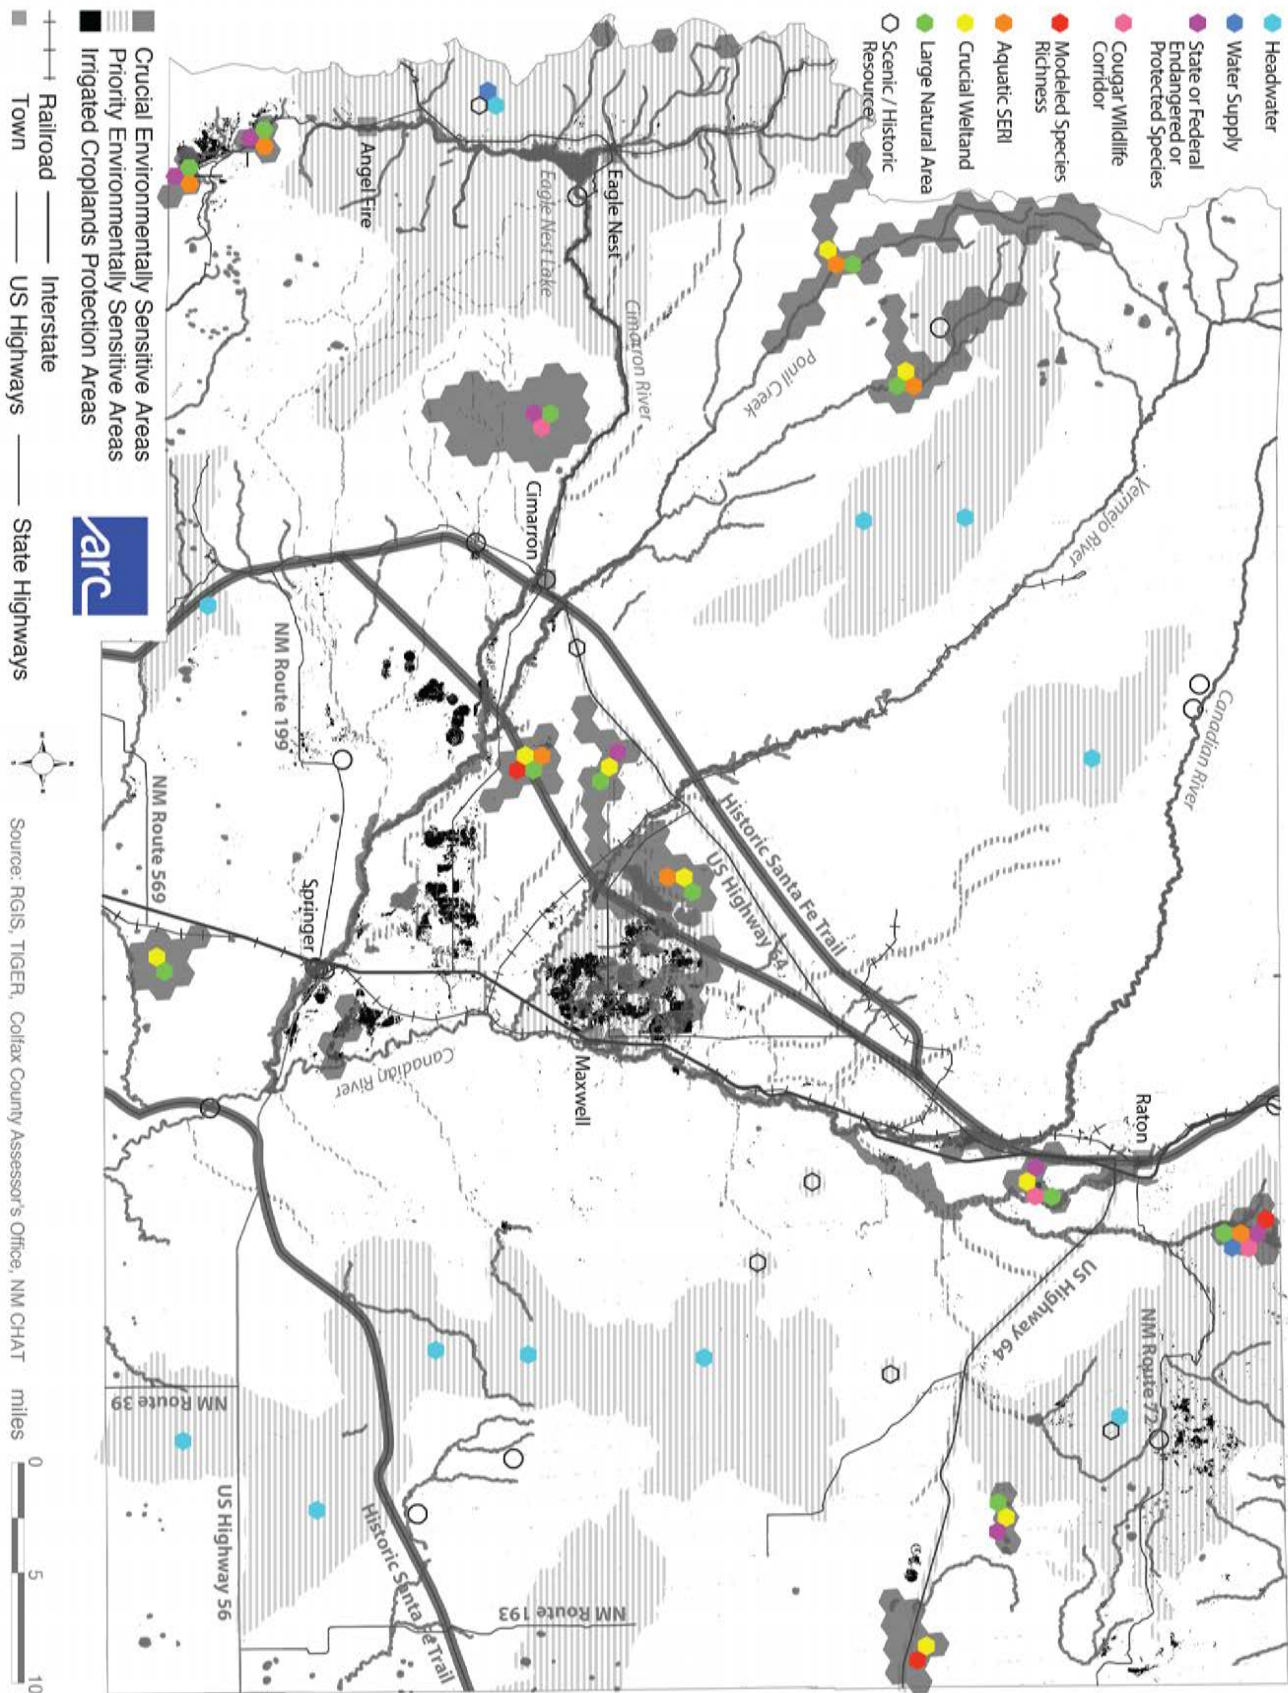 Headwater
Water Supply
State or Federal
Endangered or
Protected Species
Cougar Wildlife
Corridor
Modeled Species
Richness
Aquatic SERI
Crucial Weltand
Large Natural Area
Scenic / Historic
Resource
Raton
NM Route 72
US Highway 64
Canadian River
Vermejo River
Ponil Creek
Historic Santa Fe Trail
US Highway 64
Eagle Nest
Eagle Nest Lake
Cimarron River
Angel Fire
Cimarron
Maxwell
Canadian River
NM Route 199
Springer
NM Route 569
NM Route 193
Historic Santa Fe Trail
US Highway 56
NM Route 39
Crucial Environmentally Sensitive Areas
Priority Environmentally Sensitive Areas
Irrigated Croplands Protection Areas
arc
Railroad
Interstate
Town
US Highways
State Highways
Source: RGIS, TIGER, Colfax County Assessor's Office, NM CHAT
miles
0
5
10